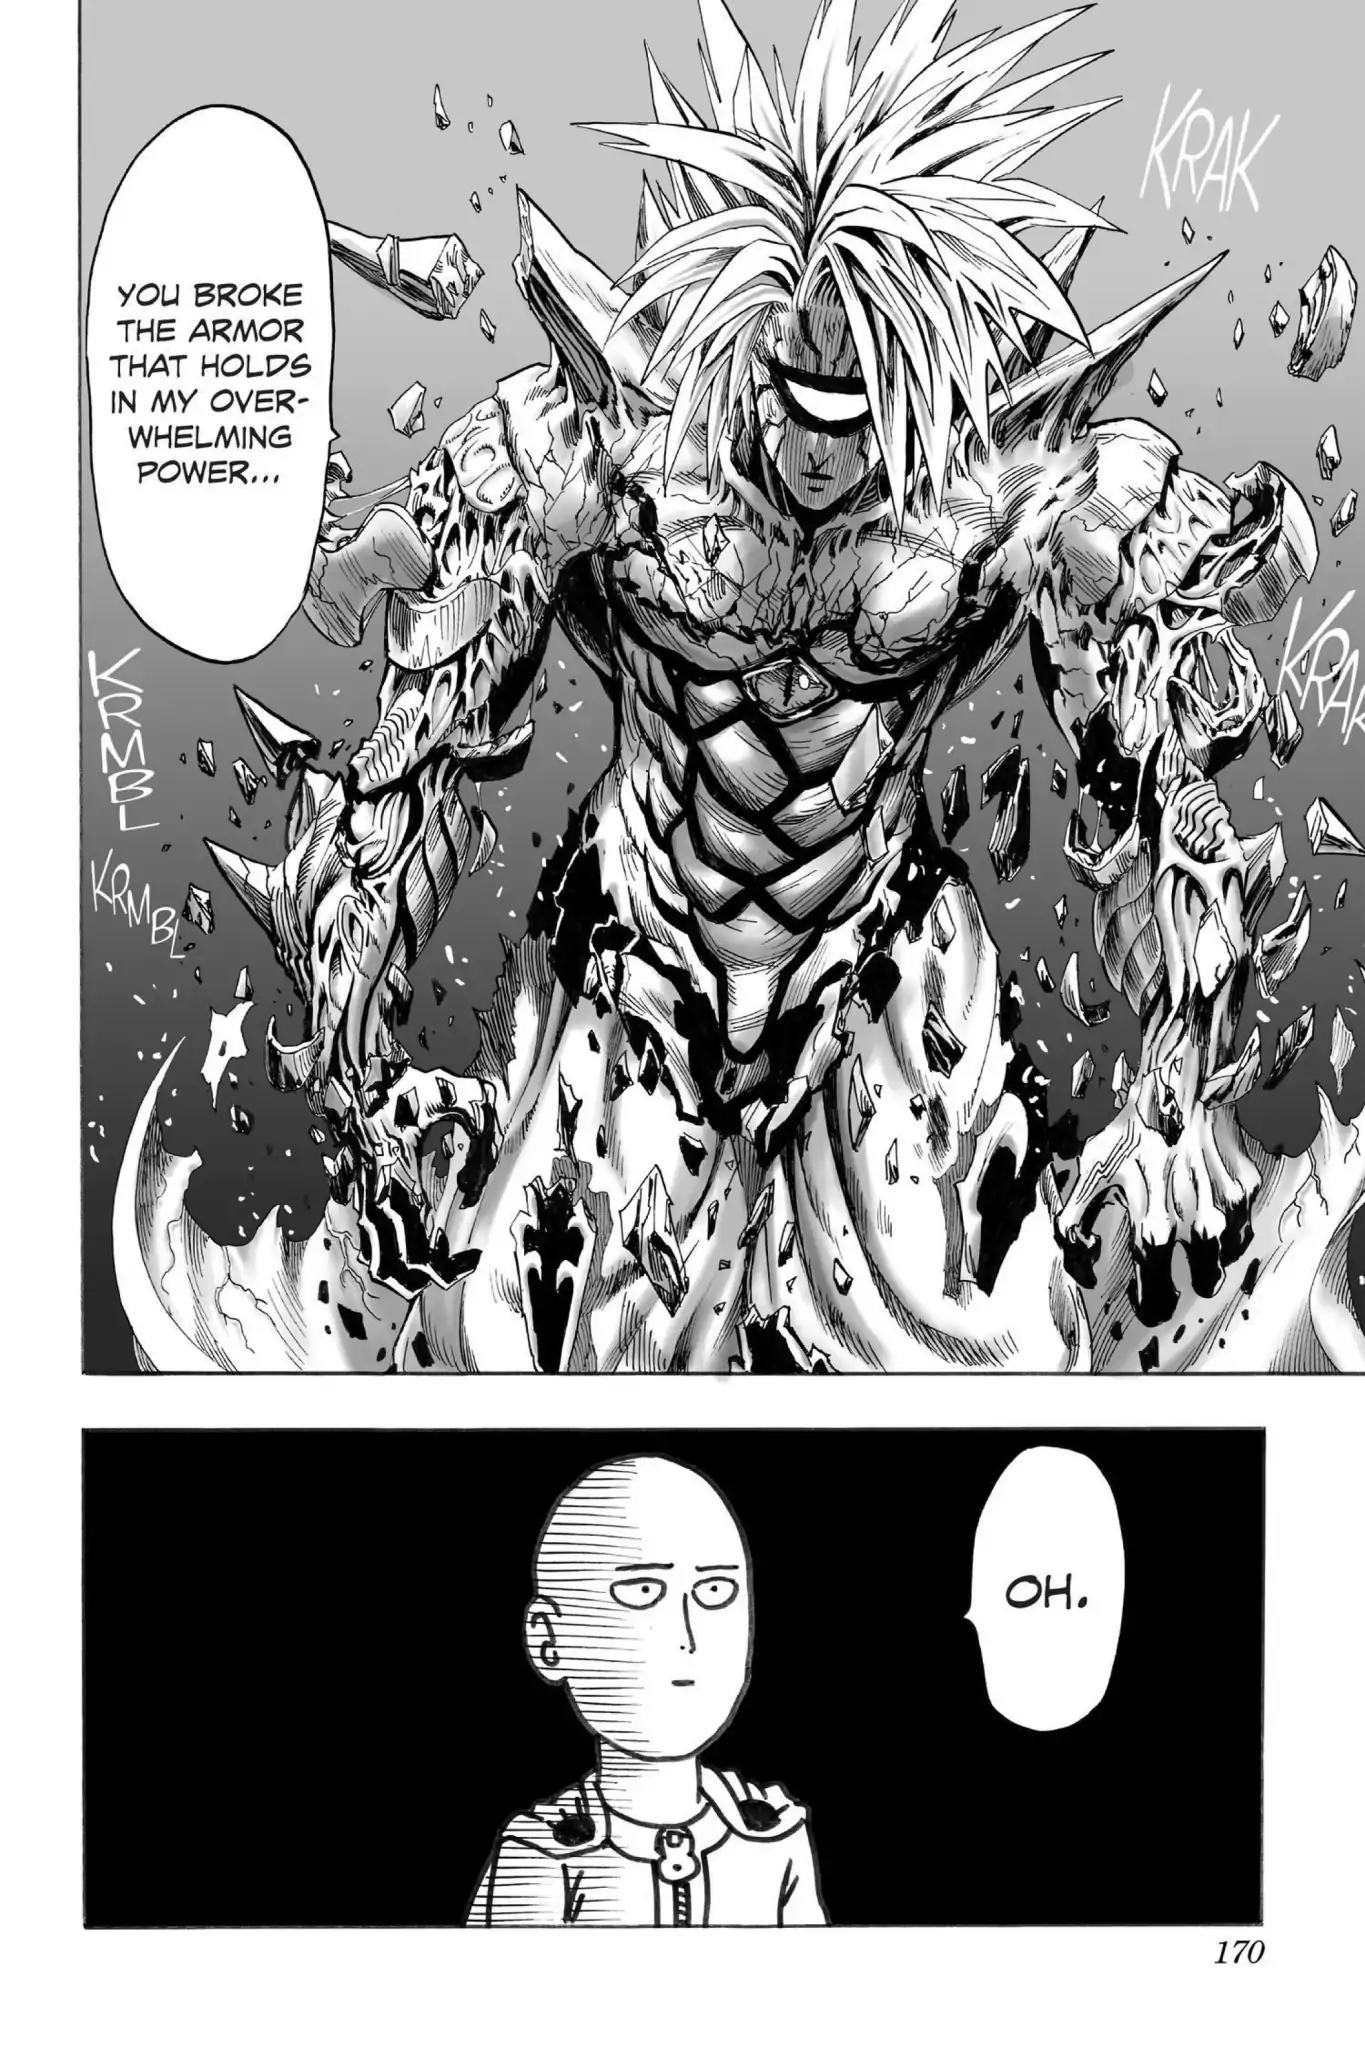 KRAK
YOU BROKE
THE ARMOR
THAT HOLDS
IN MY OVER-
WHELMING
POWER...
KRAK
KRMBL
KRMBL
OH.
170